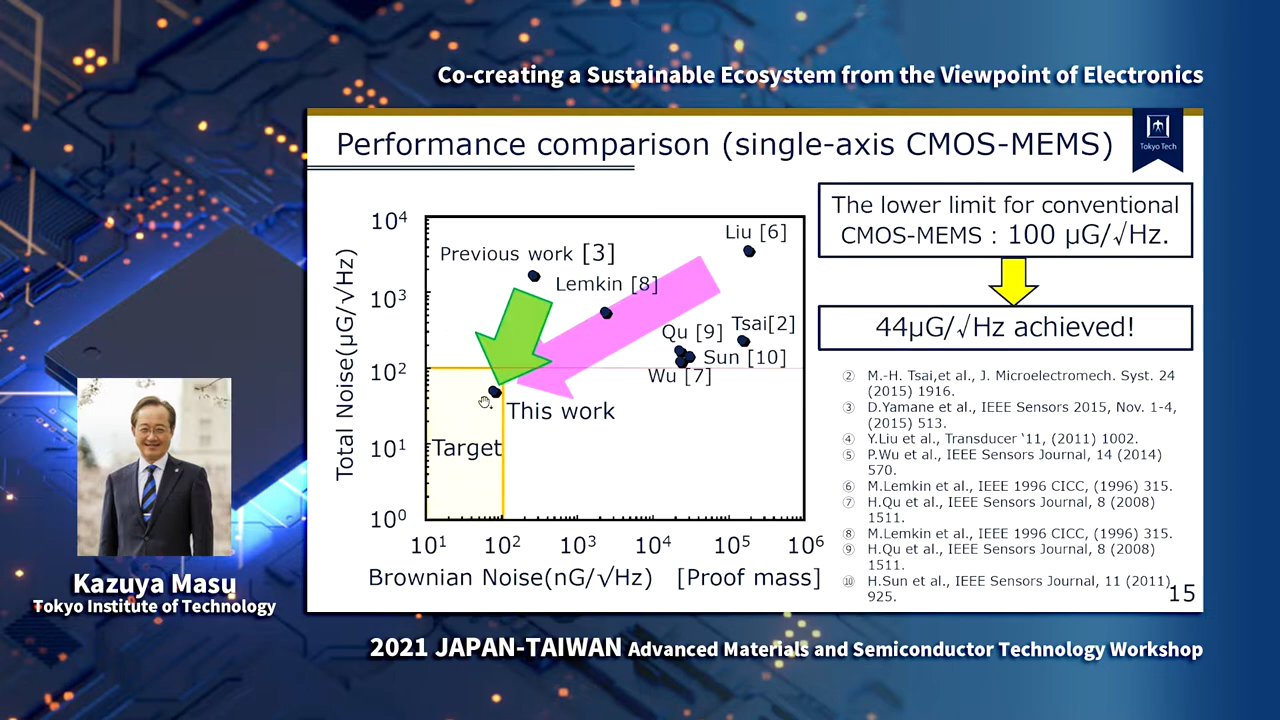 Co-creating a Sustainable Ecosystem from the Viewpoint of Electronics
Performance comparison (single-axis CMOS-MEMS)
Tokyo Tech
Total Noise(μG/√Hz)
10⁴
10³
10²
10¹
10⁰
Previous work [3]
Liu [6]
Lemkin [8]
Qu [9]
Tsai[2]
Sun [10]
Wu [7]
This work
Target
10¹ 10² 10³ 10⁴ 10⁵ 10⁶
Brownian Noise(nG/√Hz) [Proof mass]
The lower limit for conventional
CMOS-MEMS : 100 μG/√Hz.
44μG/√Hz achieved!
② M.-H. Tsai,et al., J. Microelectromech. Syst. 24
(2015) 1916.
③ D.Yamane et al., IEEE Sensors 2015, Nov. 1-4,
(2015) 513.
④ Y.Liu et al., Transducer ‘11, (2011) 1002.
⑤ P.Wu et al., IEEE Sensors Journal, 14 (2014)
570.
⑥ M.Lemkin et al., IEEE 1996 CICC, (1996) 315.
⑦ H.Qu et al., IEEE Sensors Journal, 8 (2008)
1511.
⑧ M.Lemkin et al., IEEE 1996 CICC, (1996) 315.
⑨ H.Qu et al., IEEE Sensors Journal, 8 (2008)
1511.
⑩ H.Sun et al., IEEE Sensors Journal, 11 (2011)
925.
15
Kazuya Masu
Tokyo Institute of Technology
2021 JAPAN-TAIWAN Advanced Materials and Semiconductor Technology Workshop